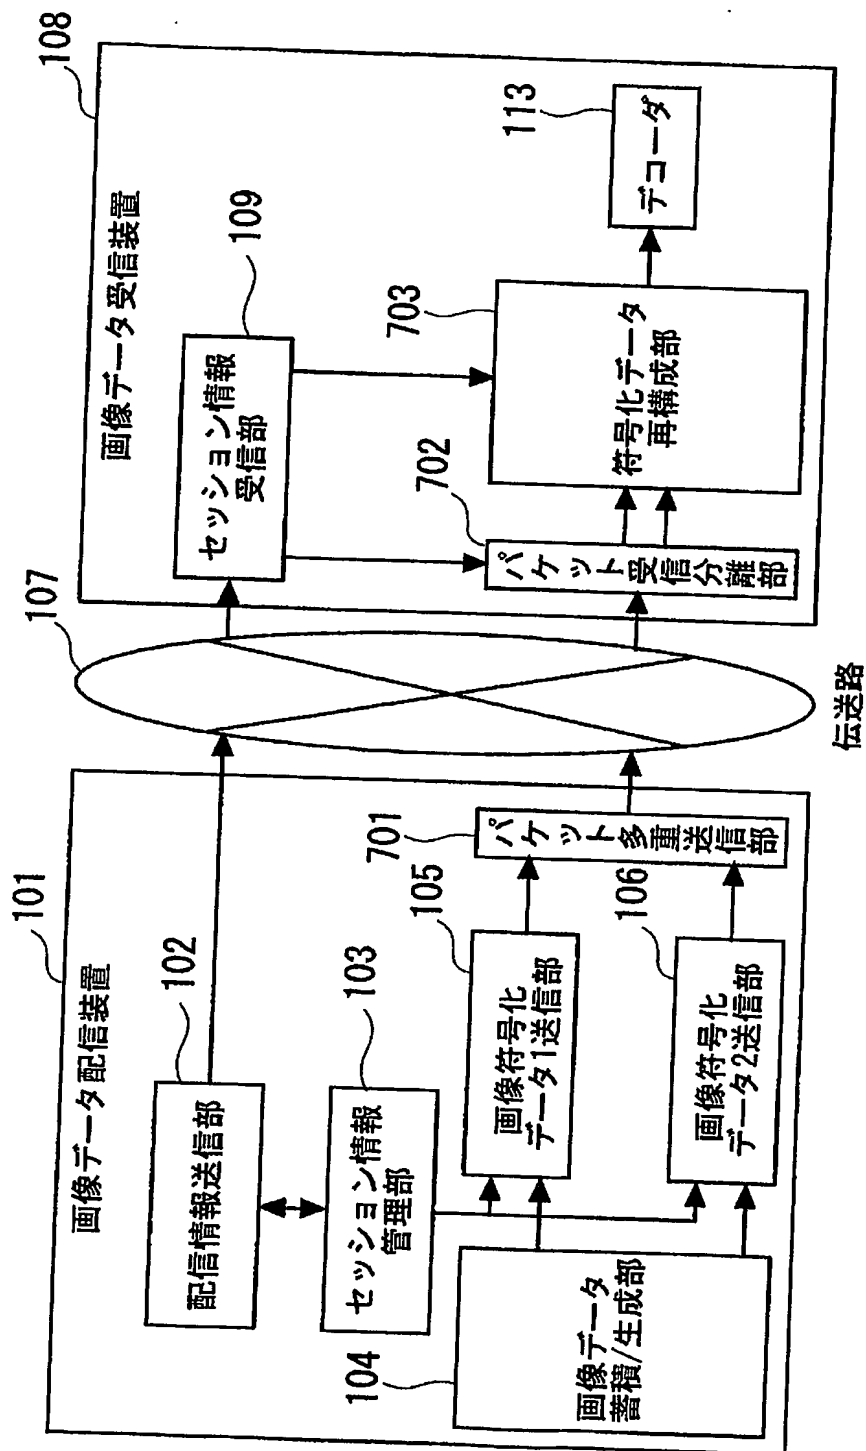 101
画像データ配信装置
102
配信情報送信部
103
セッション情報
管理部
104
画像データ
蓄積/生成部
105
画像符号化
データ1送信部
106
画像符号化
データ2送信部
701
パケット多重送信部
107
伝送路
108
画像データ受信装置
109
セッション情報
受信部
702
パケット受信分離部
703
符号化データ
再構成部
113
デコーダ